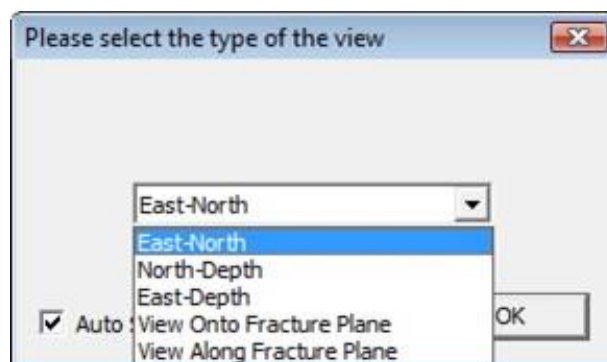 Please select the type of the view
East-North
East-North
North-Depth
East-Depth
Auto
View Onto Fracture Plane
OK
View Along Fracture Plane